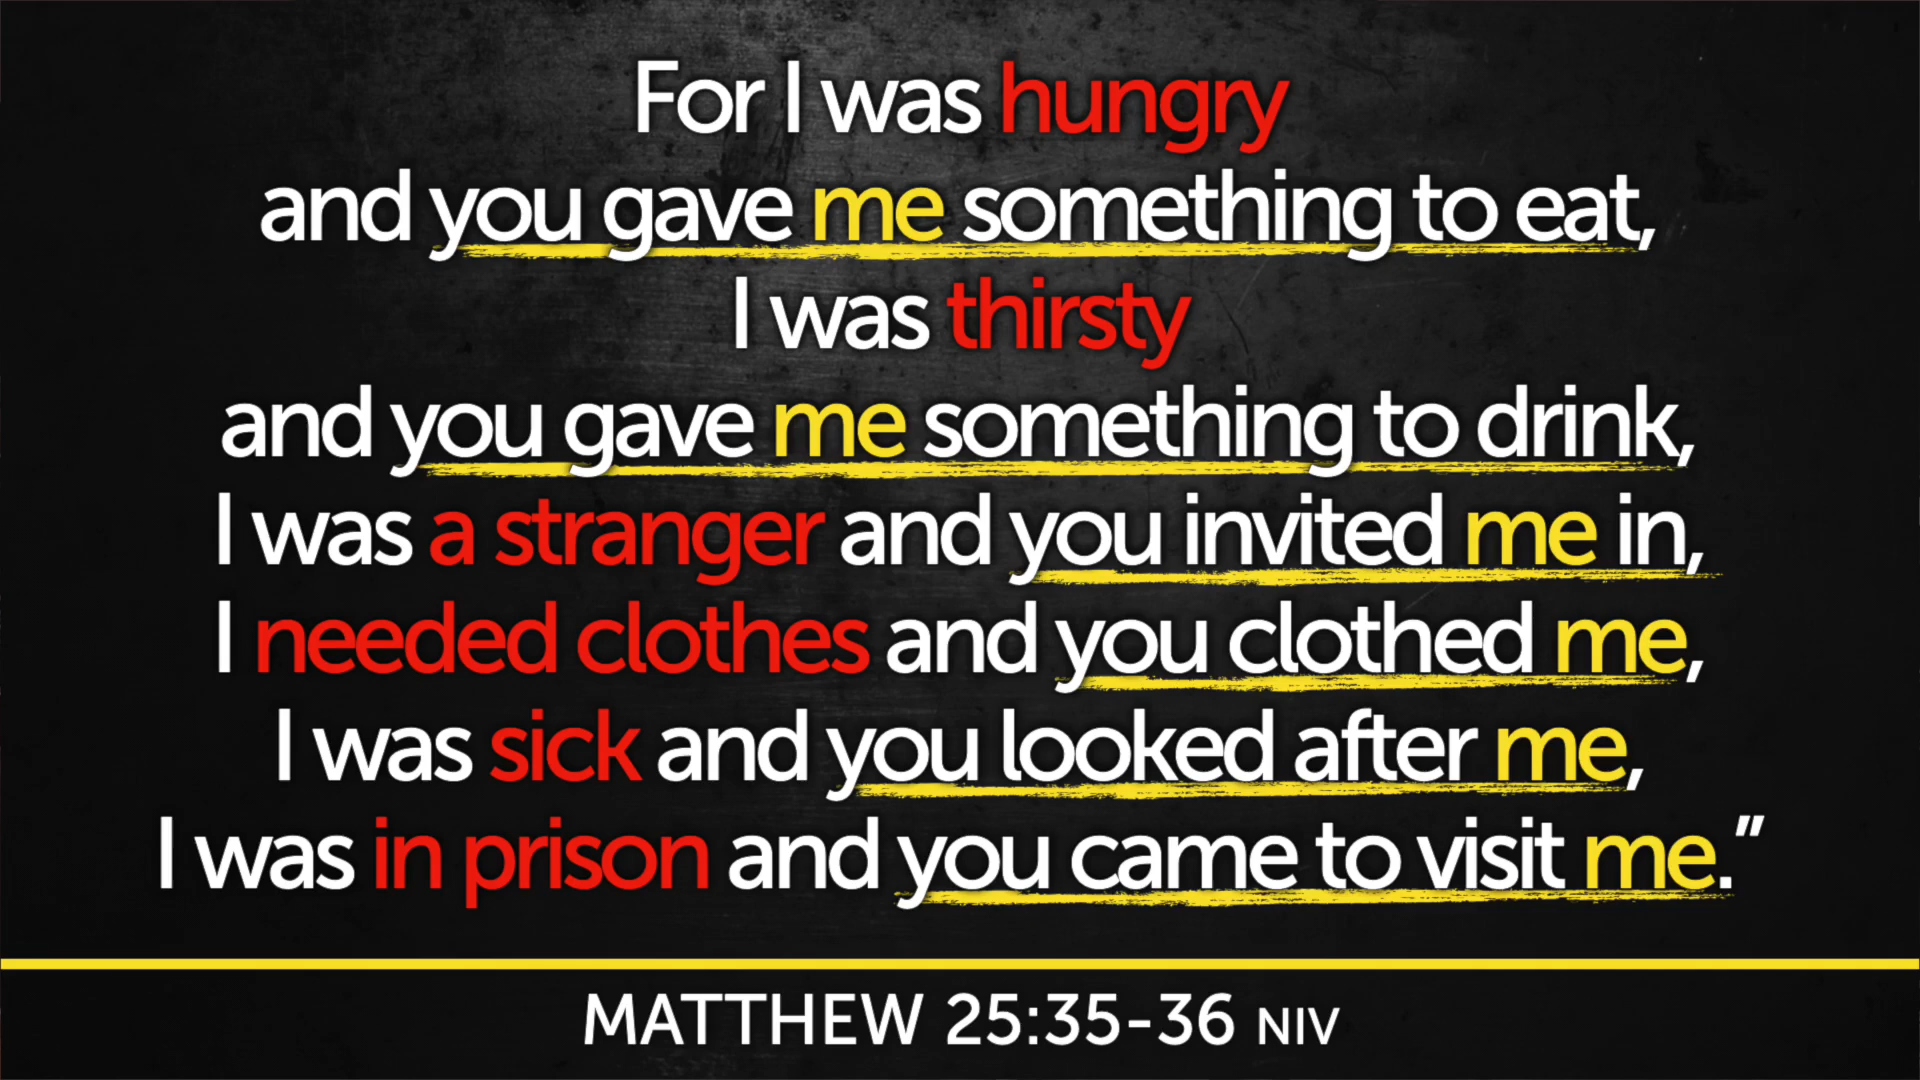 For I was hungry
and you gave me something to eat,
I was thirsty
and you gave me something to drink,
I was a stranger and you invited me in,
I needed clothes and you clothed me,
I was sick and you looked after me,
I was in prison and you came to visit me."
MATTHEW 25:35-36 NIV